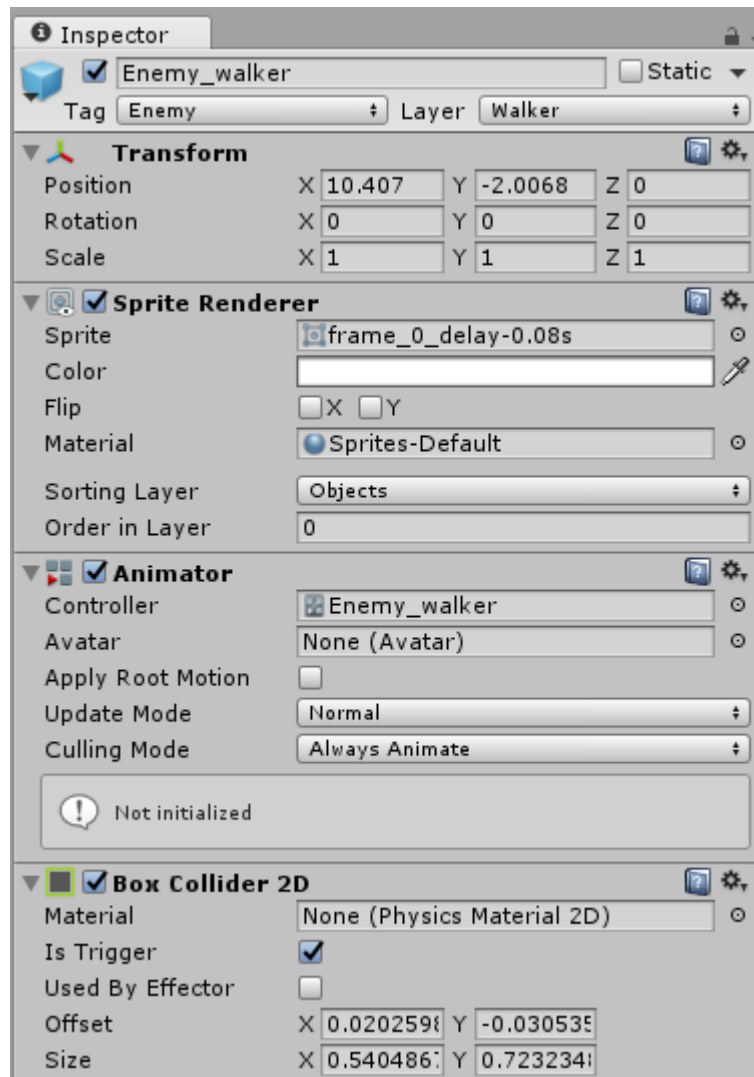 Inspector
Enemy_walker Static
Tag Enemy Layer Walker
Transform
Position X 10.407 Y -2.0068 Z 0
Rotation X 0 Y 0 Z 0
Scale X 1 Y 1 Z 1
Sprite Renderer
Sprite frame_0_delay-0.08s
Color
Flip X Y
Material Sprites-Default
Sorting Layer Objects
Order in Layer 0
Animator
Controller Enemy_walker
Avatar None (Avatar)
Apply Root Motion
Update Mode Normal
Culling Mode Always Animate
! Not initialized
Box Collider 2D
Material None (Physics Material 2D)
Is Trigger
Used By Effector
Offset X Y -0.030535
Size X Y